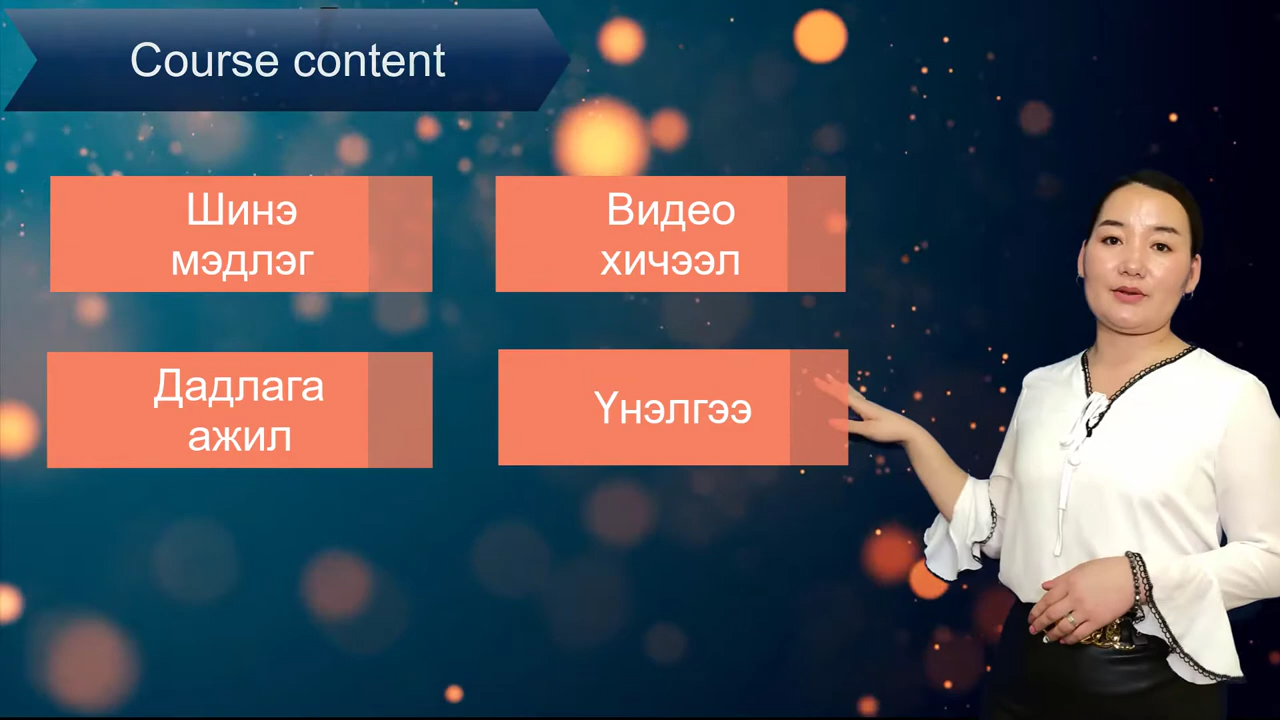 Course content
Шинэ
мэдлэг
Видео
хичээл
Дадлага
ажил
Үнэлгээ